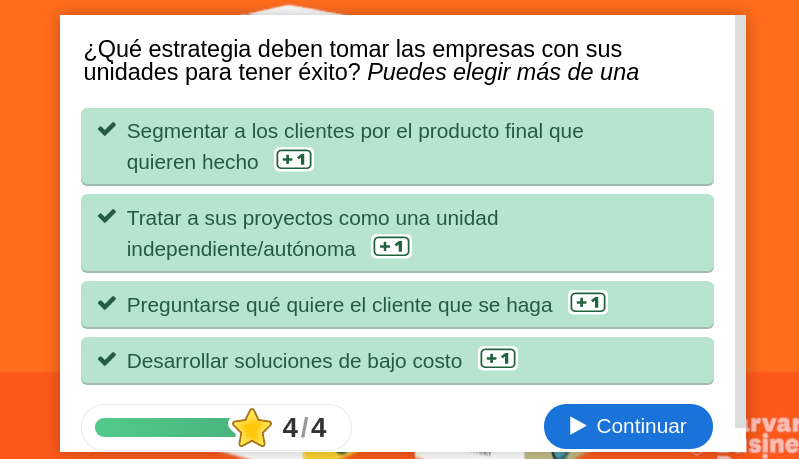 ¿Qué estrategia deben tomar las empresas con sus
unidades para tener éxito? Puedes elegir más de una
Segmentar a los clientes por el producto final que
quieren hecho +1
Tratar a sus proyectos como una unidad
independiente/autónoma +1
Preguntarse qué quiere el cliente que se haga +1
Desarrollar soluciones de bajo costo +1
4/4
Continuar